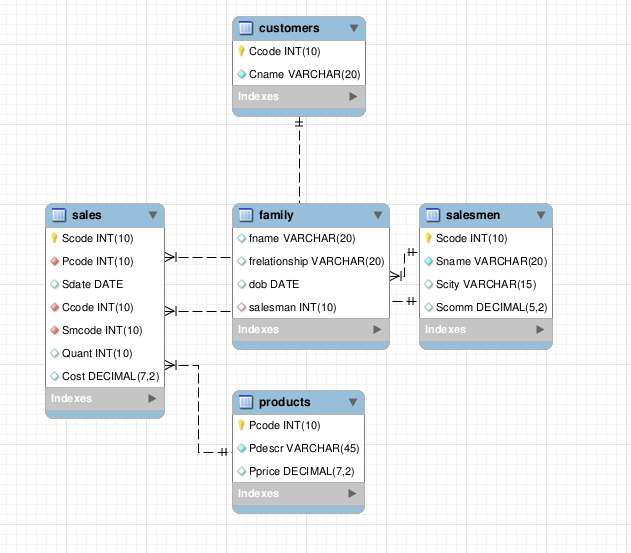 customers
Ccode INT(10)
Cname VARCHAR(20)
Indexes
sales
Scode INT(10)
Pcode INT(10)
Sdate DATE
Ccode INT(10)
Smcode INT(10)
Quant INT(10)
Cost DECIMAL(7,2)
Indexes
family
fname VARCHAR(20)
frelationship VARCHAR(20)
dob DATE
salesman INT(10)
Indexes
salesmen
Scode INT(10)
Sname VARCHAR(20)
Scity VARCHAR(15)
Scomm DECIMAL(5,2)
Indexes
products
Pcode INT(10)
Pdescr VARCHAR(45)
Pprice DECIMAL(7,2)
Indexes